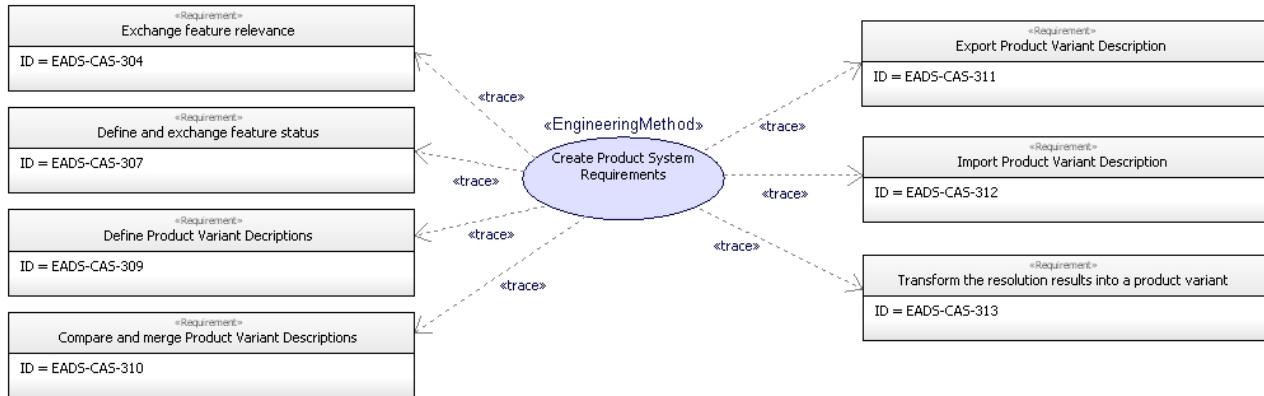 «Requirement»
Exchange feature relevance
ID = EADS-CAS-304
«Requirement»
Define and exchange feature status
ID = EADS-CAS-307
«Requirement»
Define Product Variant Decriptions
ID = EADS-CAS-309
«Requirement»
Compare and merge Product Variant Descriptions
ID = EADS-CAS-310
«trace»
«trace»
«trace»
«trace»
«EngineeringMethod»
Create Product System
Requirements
«trace»
«trace»
«trace»
«Requirement»
Export Product Variant Description
ID = EADS-CAS-311
«Requirement»
Import Product Variant Description
ID = EADS-CAS-312
«Requirement»
Transform the resolution results into a product variant
ID = EADS-CAS-313